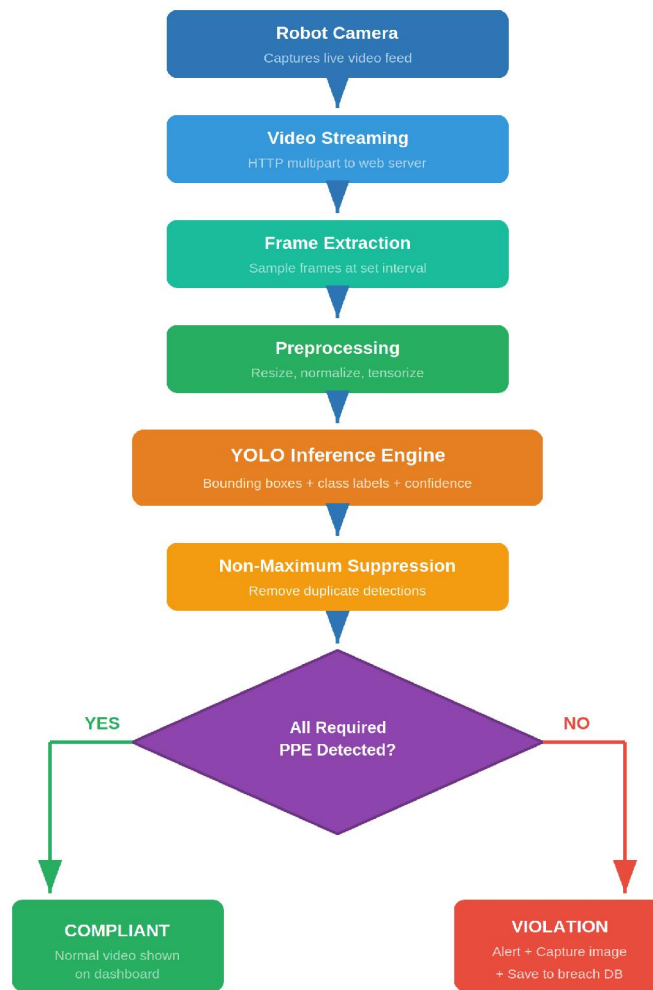 Robot Camera
Captures live video feed
Video Streaming
HTTP multipart to web server
Frame Extraction
Sample frames at set interval
Preprocessing
Resize, normalize, tensorize
YOLO Inference Engine
Bounding boxes + class labels + confidence
Non-Maximum Suppression
Remove duplicate detections
All Required
PPE Detected?
YES
NO
COMPLIANT
Normal video shown
on dashboard
VIOLATION
Alert + Capture image
+ Save to breach DB